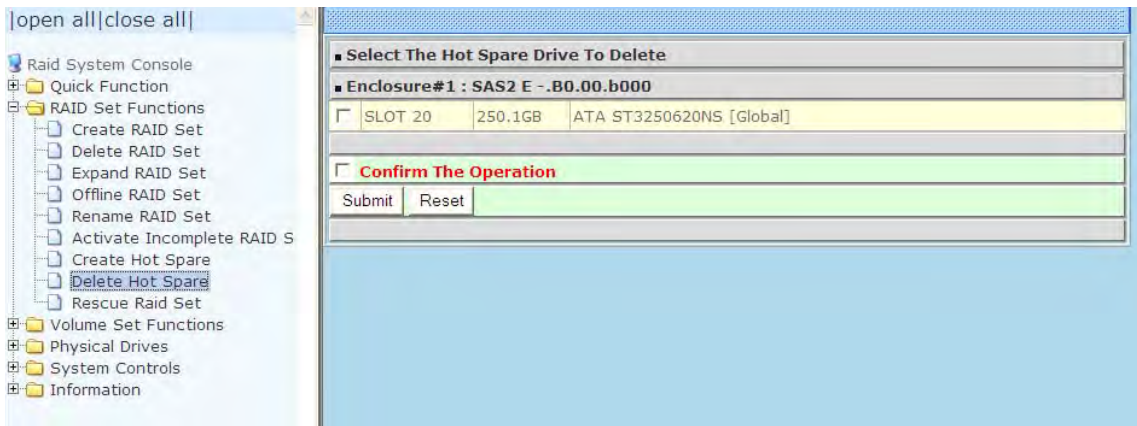 |open all|close all|
Raid System Console
Quick Function
RAID Set Functions
Create RAID Set
Delete RAID Set
Expand RAID Set
Offline RAID Set
Rename RAID Set
Activate Incomplete RAID S
Create Hot Spare
Delete Hot Spare
Rescue Raid Set
Volume Set Functions
Physical Drives
System Controls
Information
Select The Hot Spare Drive To Delete
Enclosure#1 : SAS2 E -.B0.00.b000
SLOT 20 250.1GB ATA ST3250620NS [Global]
Confirm The Operation
Submit Reset